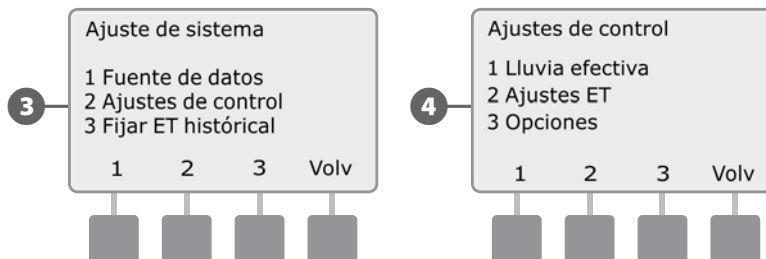 3
Ajuste de sistema
1 Fuente de datos
2 Ajustes de control
3 Fijar ET histórical
1 2 3 Volv
4
Ajustes de control
1 Lluvia efectiva
2 Ajustes ET
3 Opciones
1 2 3 Volv